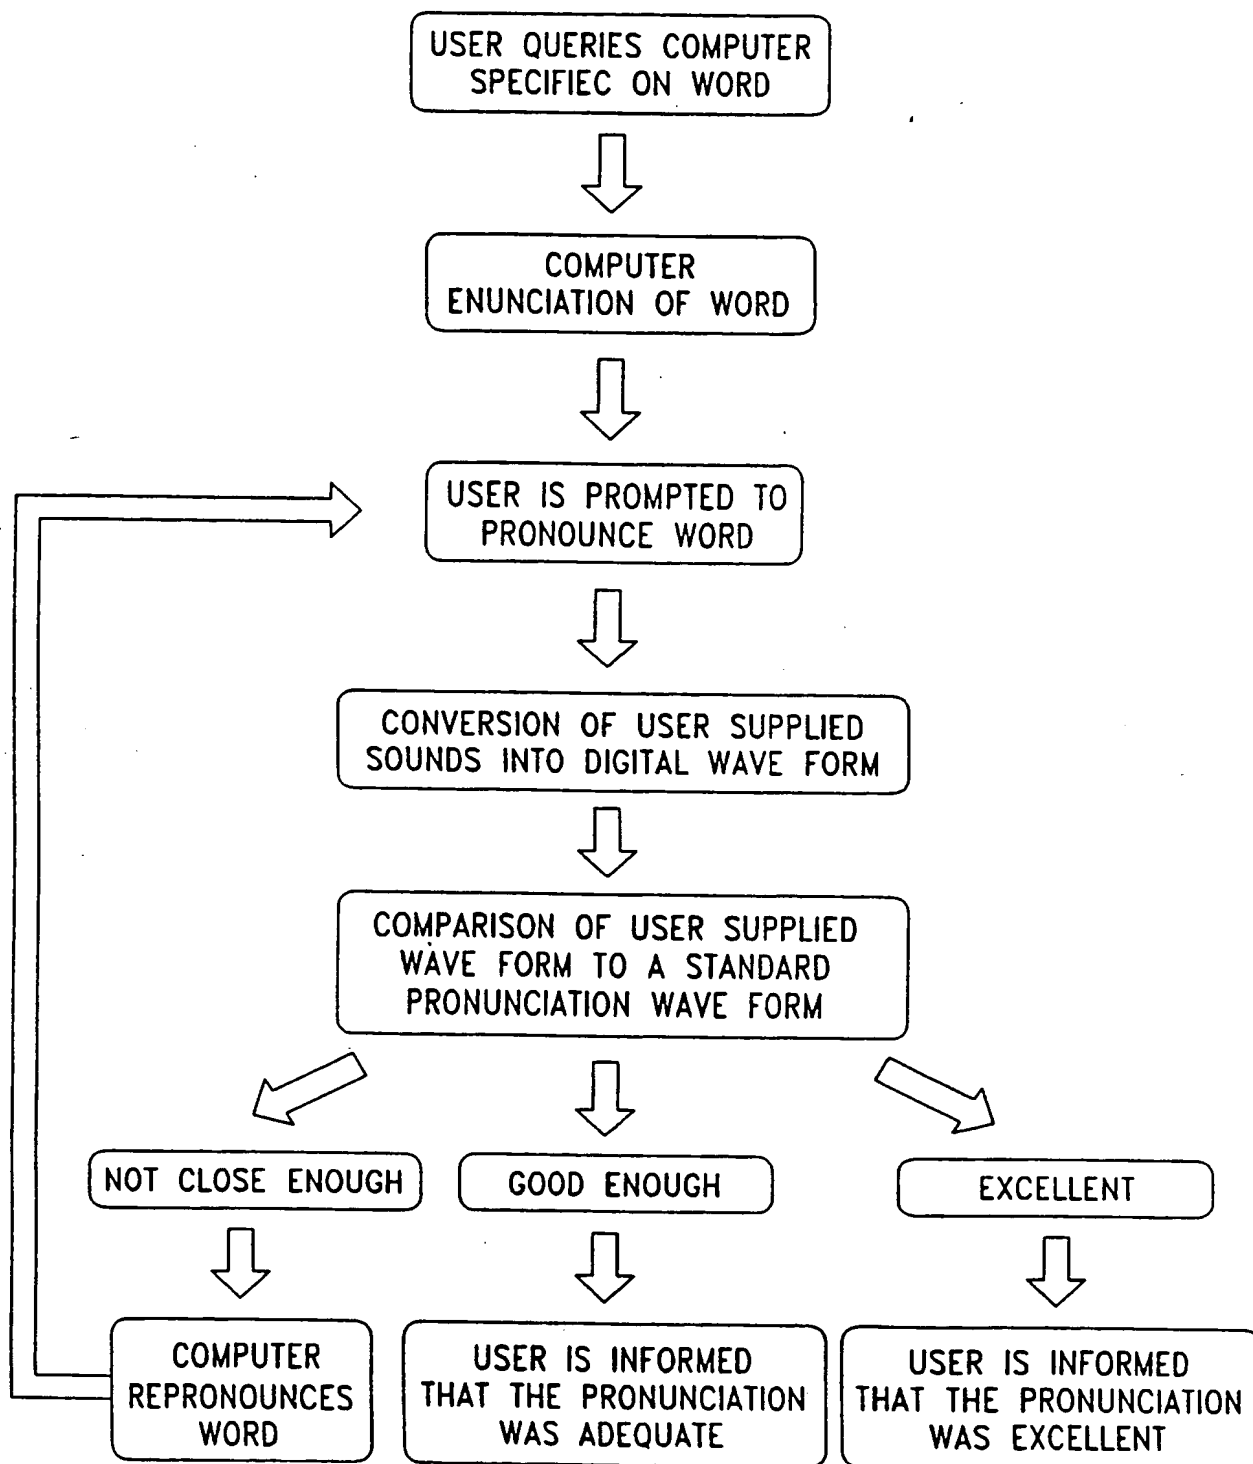 USER QUERIES COMPUTER
SPECIFIEC ON WORD
COMPUTER
ENUNCIATION OF WORD
USER IS PROMPTED TO
PRONOUNCE WORD
CONVERSION OF USER SUPPLIED
SOUNDS INTO DIGITAL WAVE FORM
COMPARISON OF USER SUPPLIED
WAVE FORM TO A STANDARD
PRONUNCIATION WAVE FORM
NOT CLOSE ENOUGH
GOOD ENOUGH
EXCELLENT
COMPUTER
REPRONOUNCES
WORD
USER IS INFORMED
THAT THE PRONUNCIATION
WAS ADEQUATE
USER IS INFORMED
THAT THE PRONUNCIATION
WAS EXCELLENT